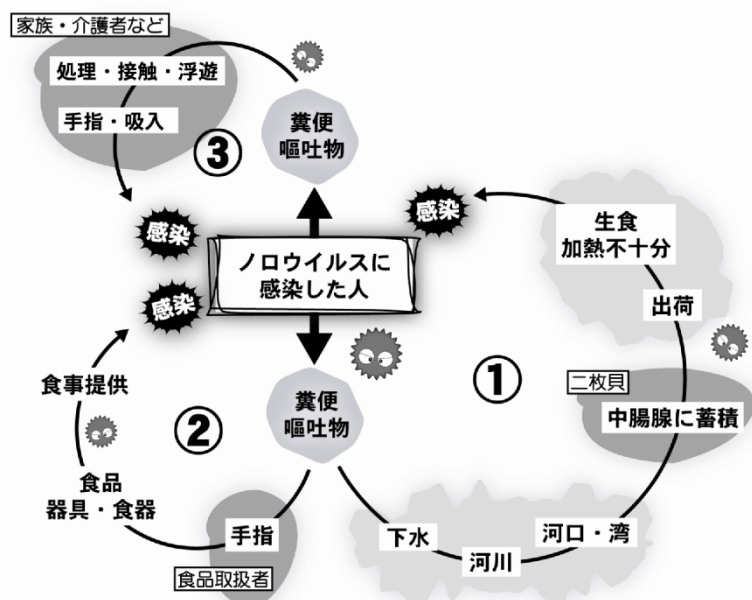 家族・介護者など
処理・接触・浮遊
手指・吸入
③
糞便
嘔吐物
感染
感染
生食
加熱不十分
ノロウイルスに
感染した人
感染
出荷
二枚貝
中腸腺に蓄積
①
食事提供
②
糞便
嘔吐物
食品
器具・食器
手指
食品取扱者
下水
河川
河口・湾